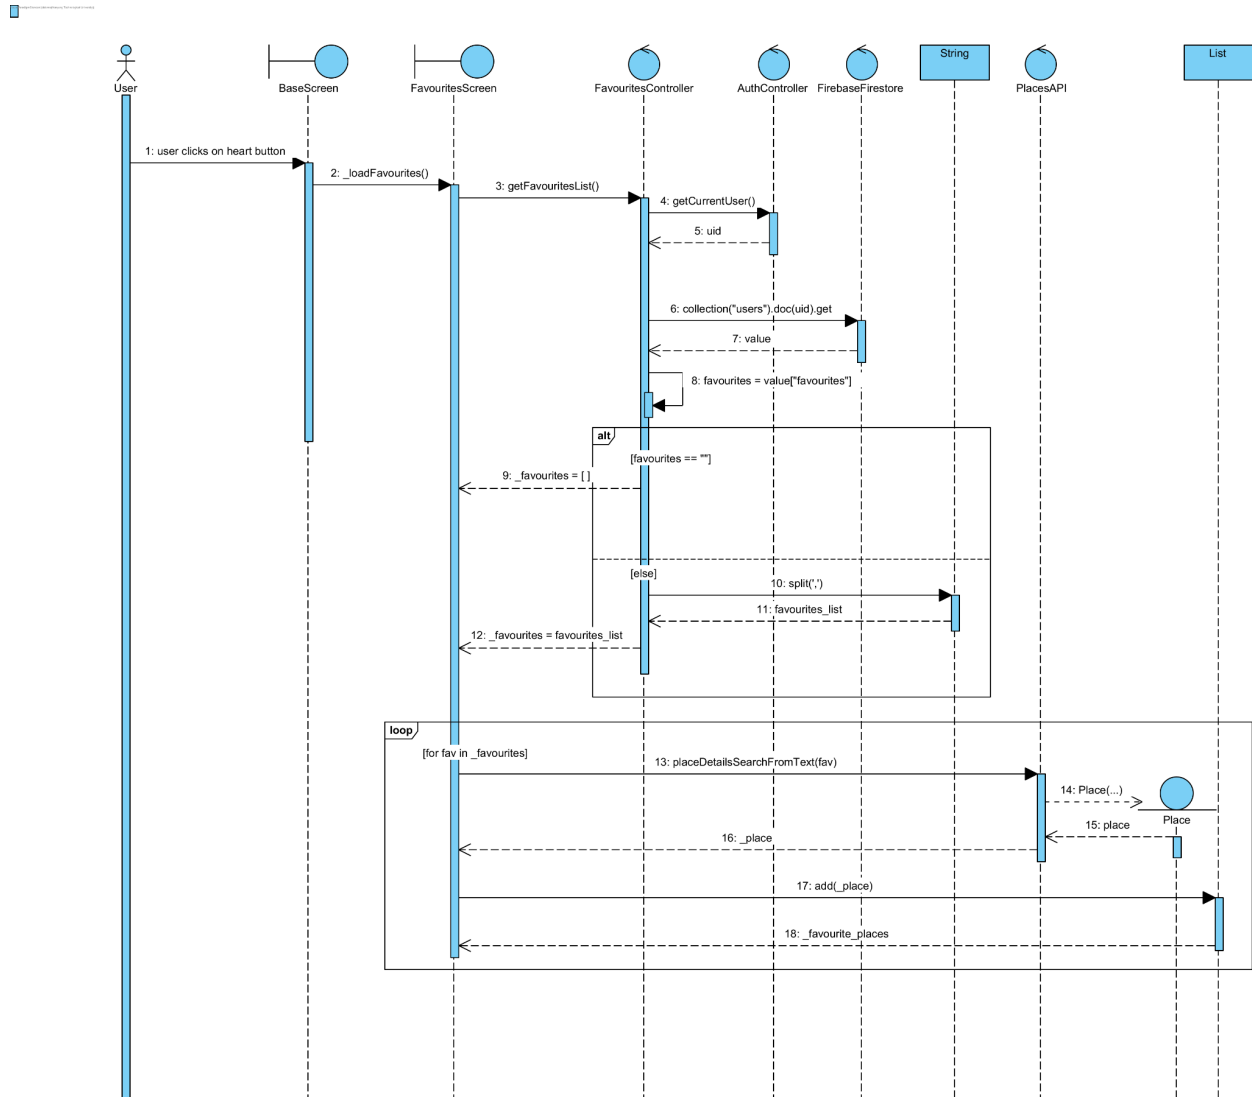 User
BaseScreen
FavouritesScreen
FavouritesController
AuthController
FirebaseFirestore
String
PlacesAPI
List
1: user clicks on heart button
2: _loadFavourites()
3: getFavouritesList()
4: getCurrentUser()
5: uid
6: collection("users").doc(uid).get
7: value
8: favourites = value["favourites"]
alt
[favourites == ""]
9: _favourites = [ ]
[else]
10: split(',')
11: favourites_list
12: _favourites = favourites_list
loop
[for fav in _favourites]
13: placeDetailsSearchFromText(fav)
14: Place(...)
Place
15: place
16: _place
17: add(_place)
18: _favourite_places